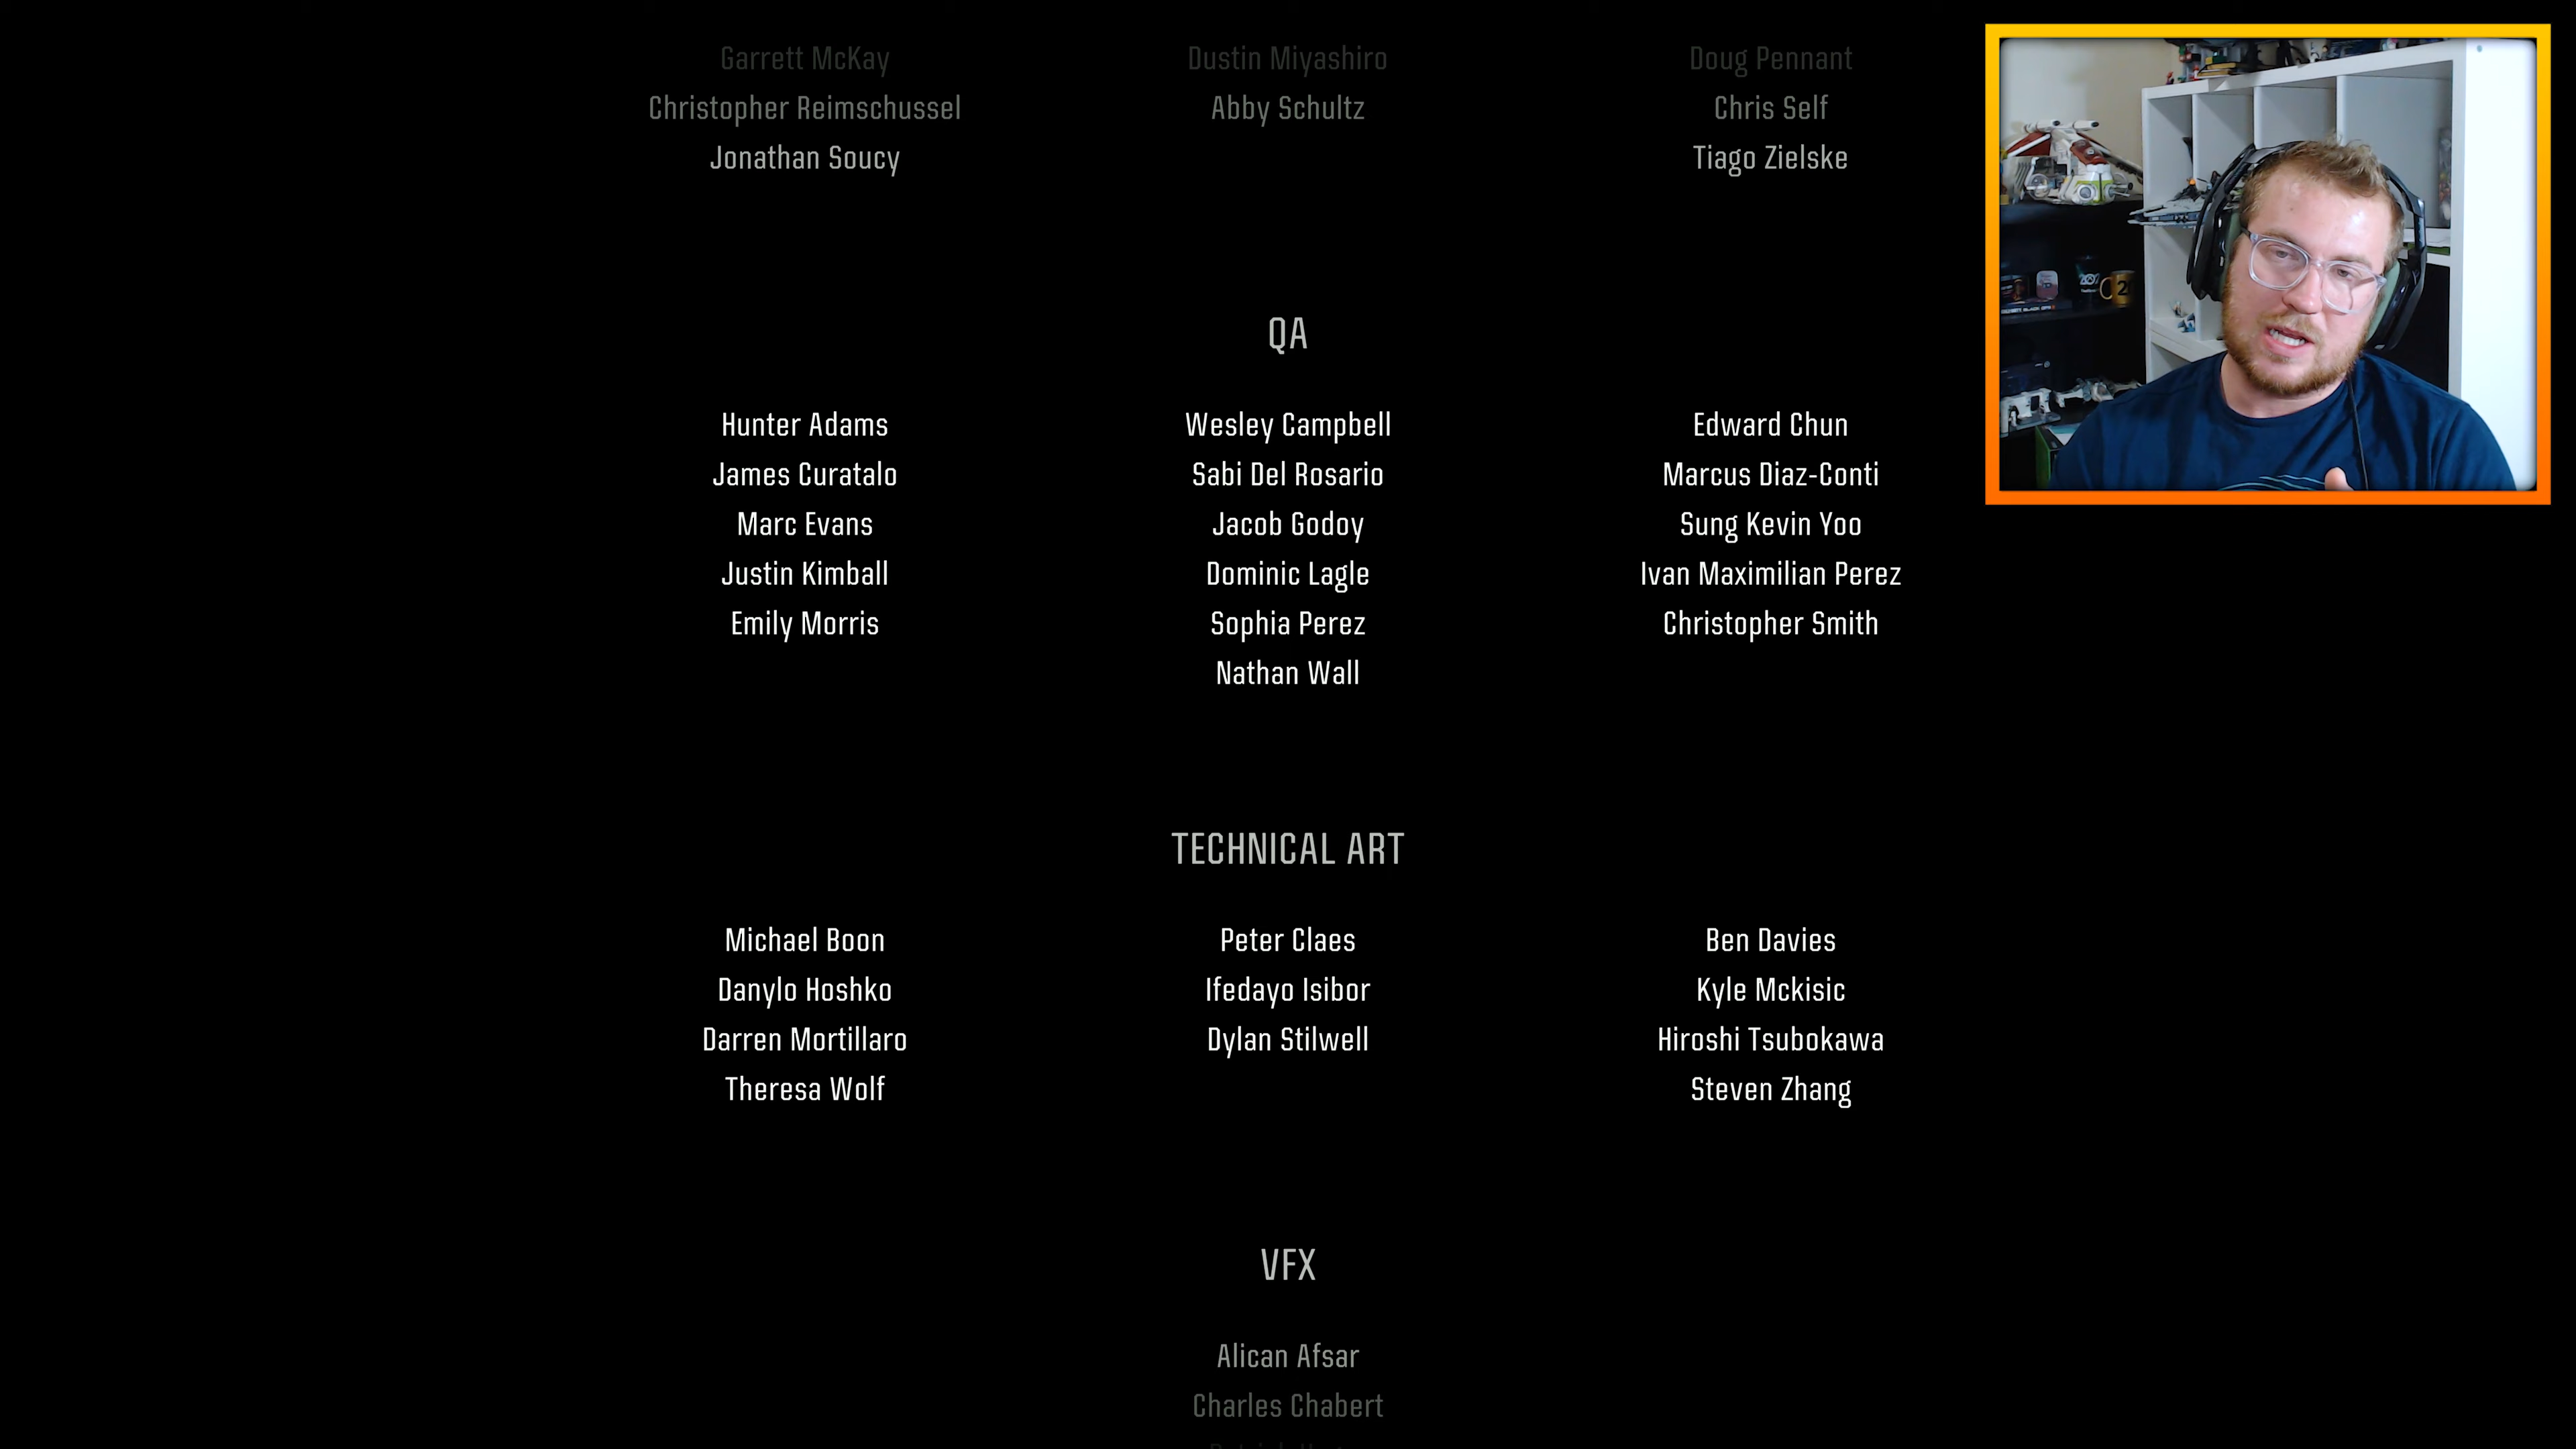 Garrett McKay Dustin Miyashiro Doug Pennant
Christopher Reimschussel Abby Schultz Chris Self
Jonathan Soucy Tiago Zielske
QA
Hunter Adams Wesley Campbell Edward Chun
James Curatalo Sabi Del Rosario Marcus Diaz-Conti
Marc Evans Jacob Godoy Sung Kevin Yoo
Justin Kimball Dominic Lagle Ivan Maximilian Perez
Emily Morris Sophia Perez Christopher Smith
Nathan Wall
TECHNICAL ART
Michael Boon Peter Claes Ben Davies
Danylo Hoshko Ifedayo Isibor Kyle Mckisic
Darren Mortillaro Dylan Stilwell Hiroshi Tsubokawa
Theresa Wolf Steven Zhang
VFX
Alican Afsar
Charles Chabert